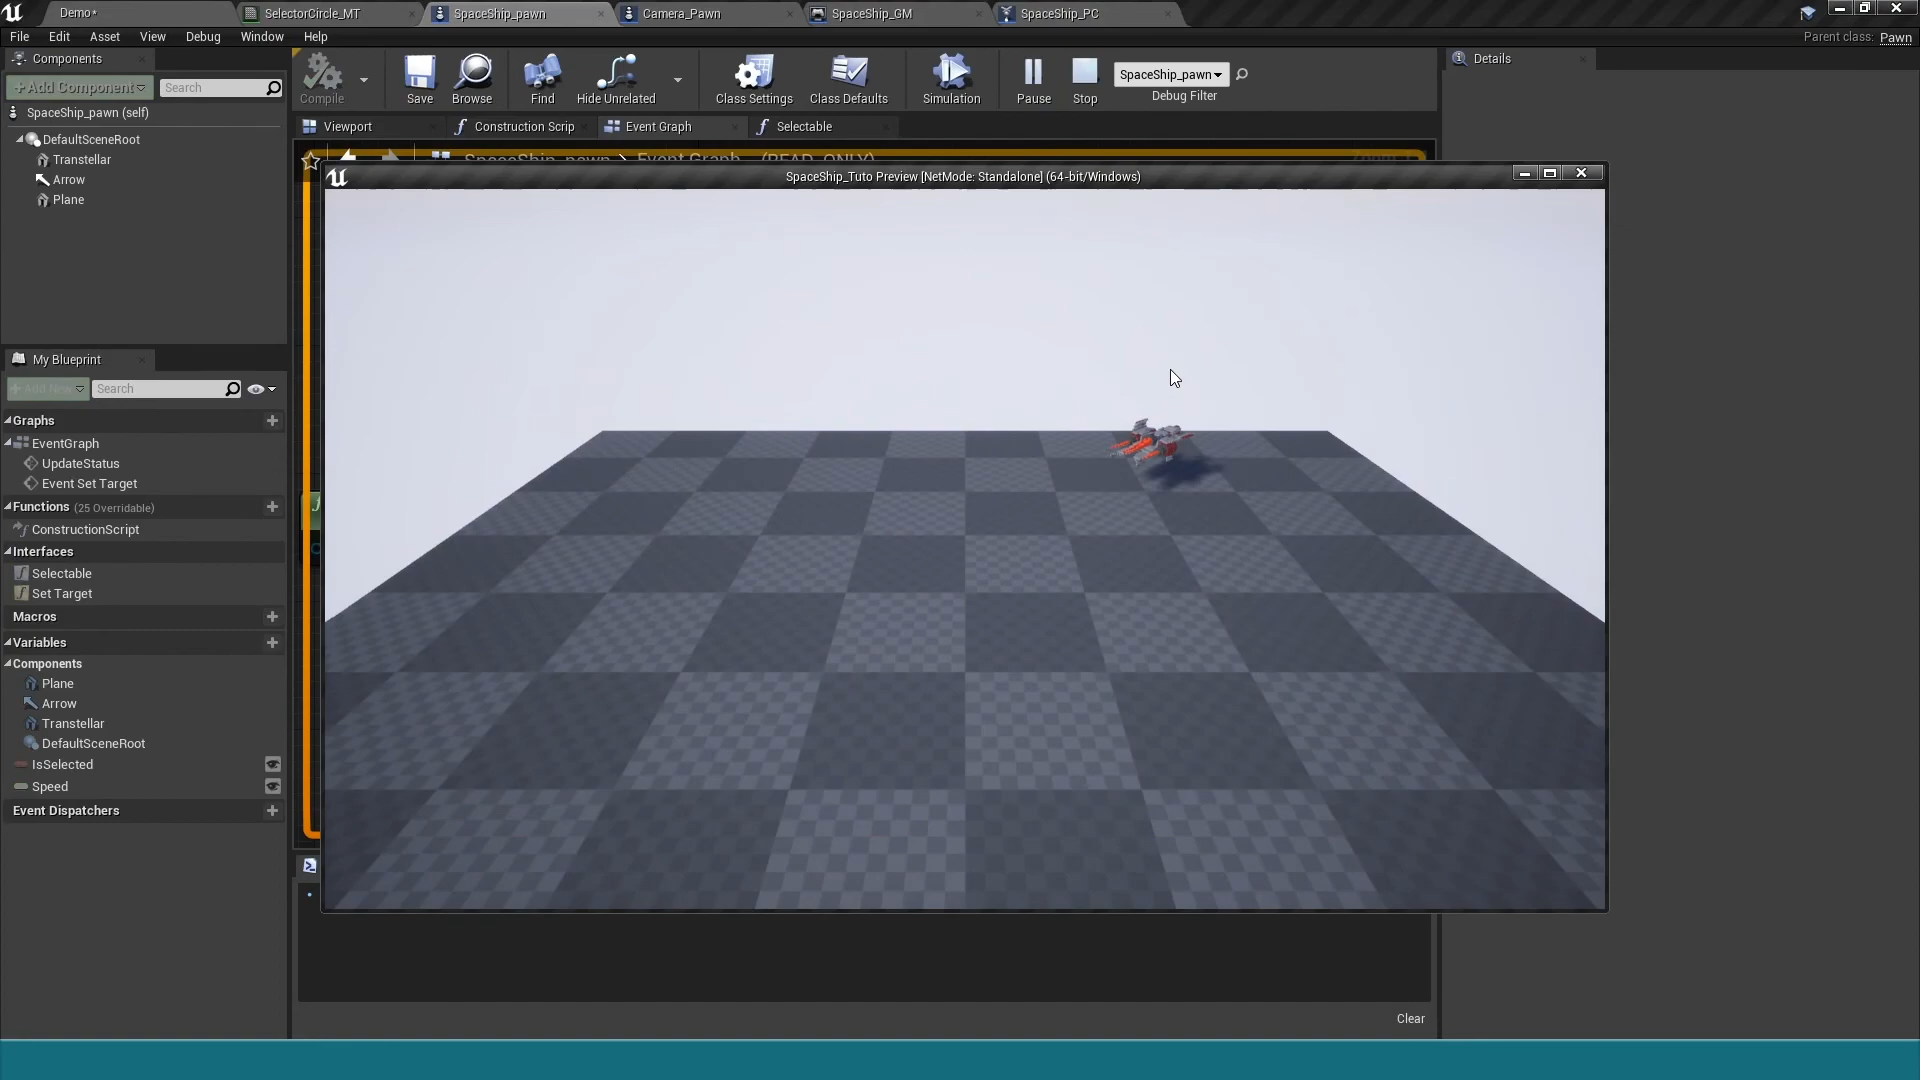 Demo*
SelectorCircle_MT
SpaceShip_pawn
Camera_Pawn
SpaceShip_GM
SpaceShip_PC
File
Edit
Asset
View
Debug
Window
Help
Parent class: Pawn
Components
+Add Component
Search
SpaceShip_pawn (self)
DefaultSceneRoot
Transtellar
Arrow
Plane
Compile
Save
Browse
Find
Hide Unrelated
Class Settings
Class Defaults
Simulation
Pause
Stop
SpaceShip_pawn
Debug Filter
Details
Viewport
Construction Scrip
Event Graph
Selectable
SpaceShip_pawn > Event Graph (READ_ONLY)
SpaceShip_Tuto Preview [NetMode: Standalone] (64-bit/Windows)
My Blueprint
+Add New
Search
Graphs
EventGraph
UpdateStatus
Event Set Target
Functions (25 Overridable)
ConstructionScript
Interfaces
Selectable
Set Target
Macros
Variables
Components
Plane
Arrow
Transtellar
DefaultSceneRoot
IsSelected
Speed
Event Dispatchers
Clear